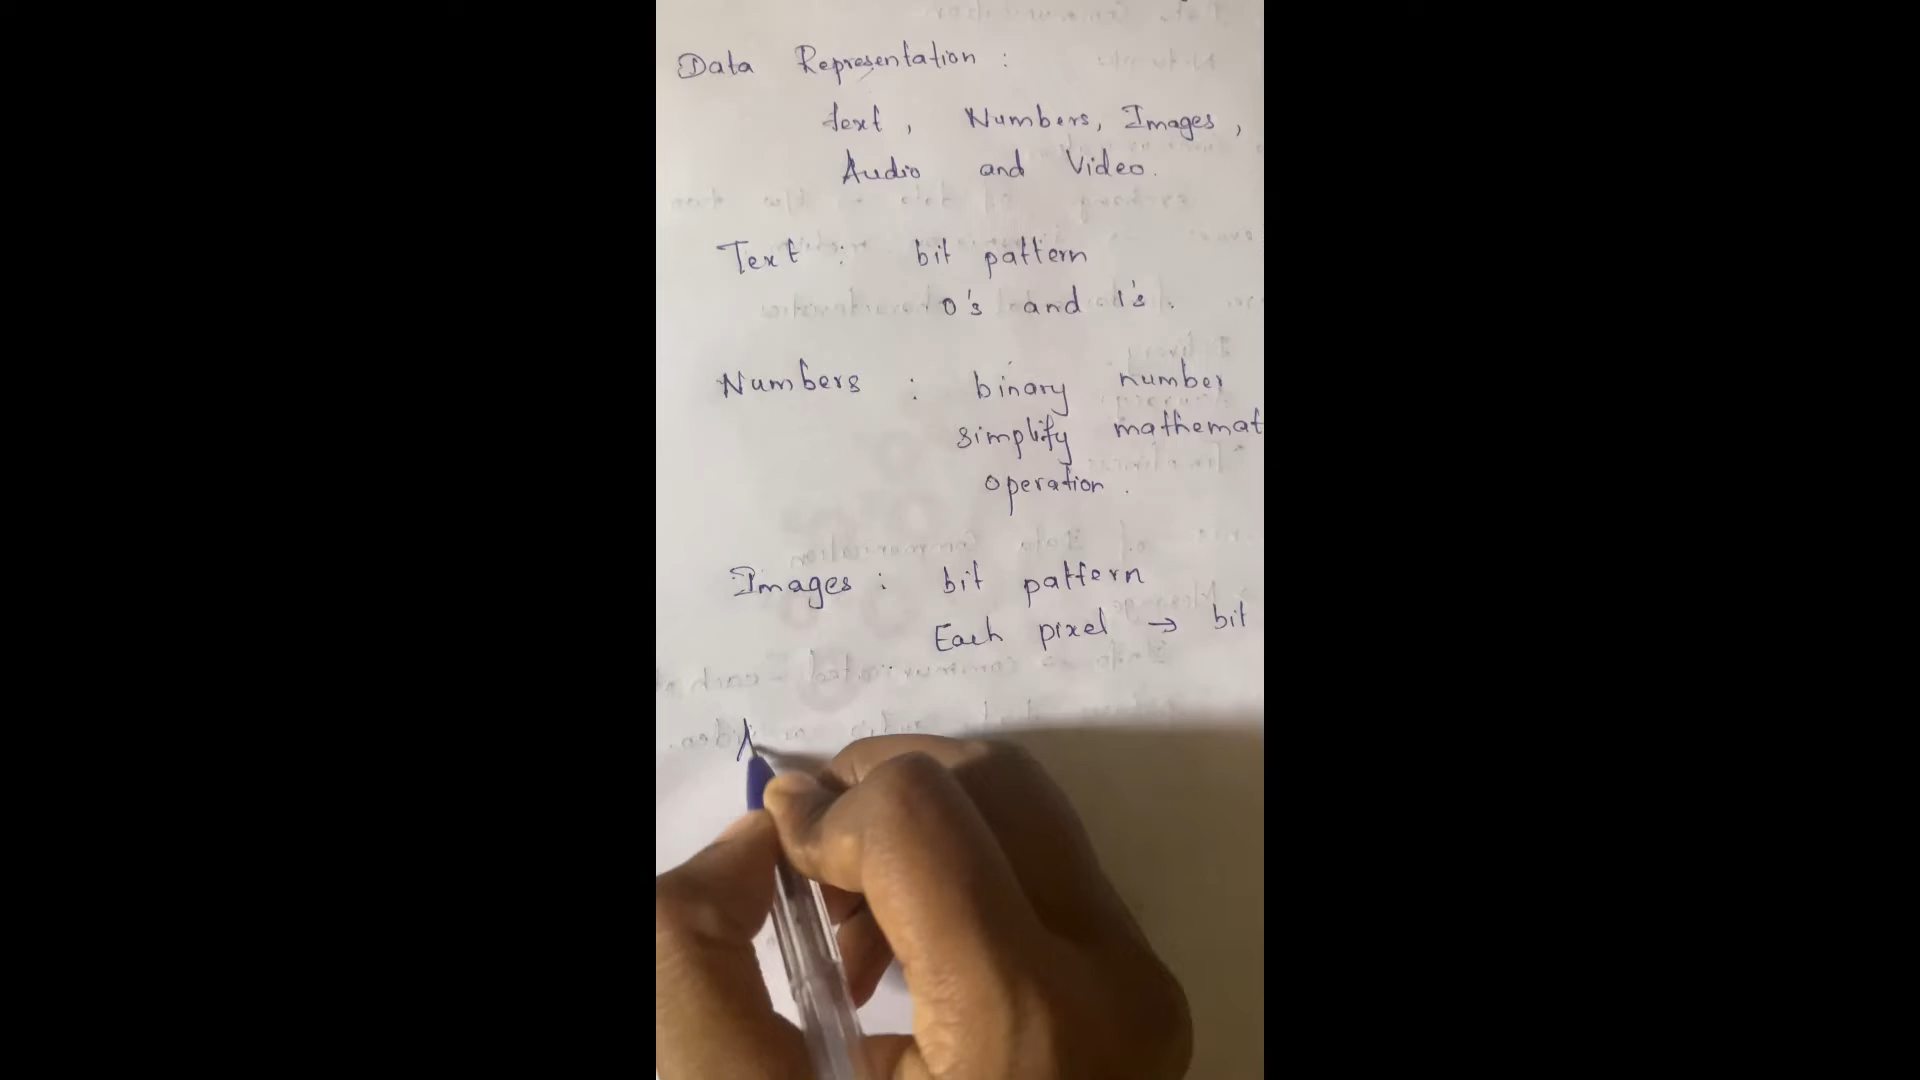 Data Representation :
text, Numbers, Images,
Audio and Video.
Text : bit pattern
0's and 1's.
Numbers : binary number
simplify mathemat
operation.
Images : bit pattern
Each pixel → bit